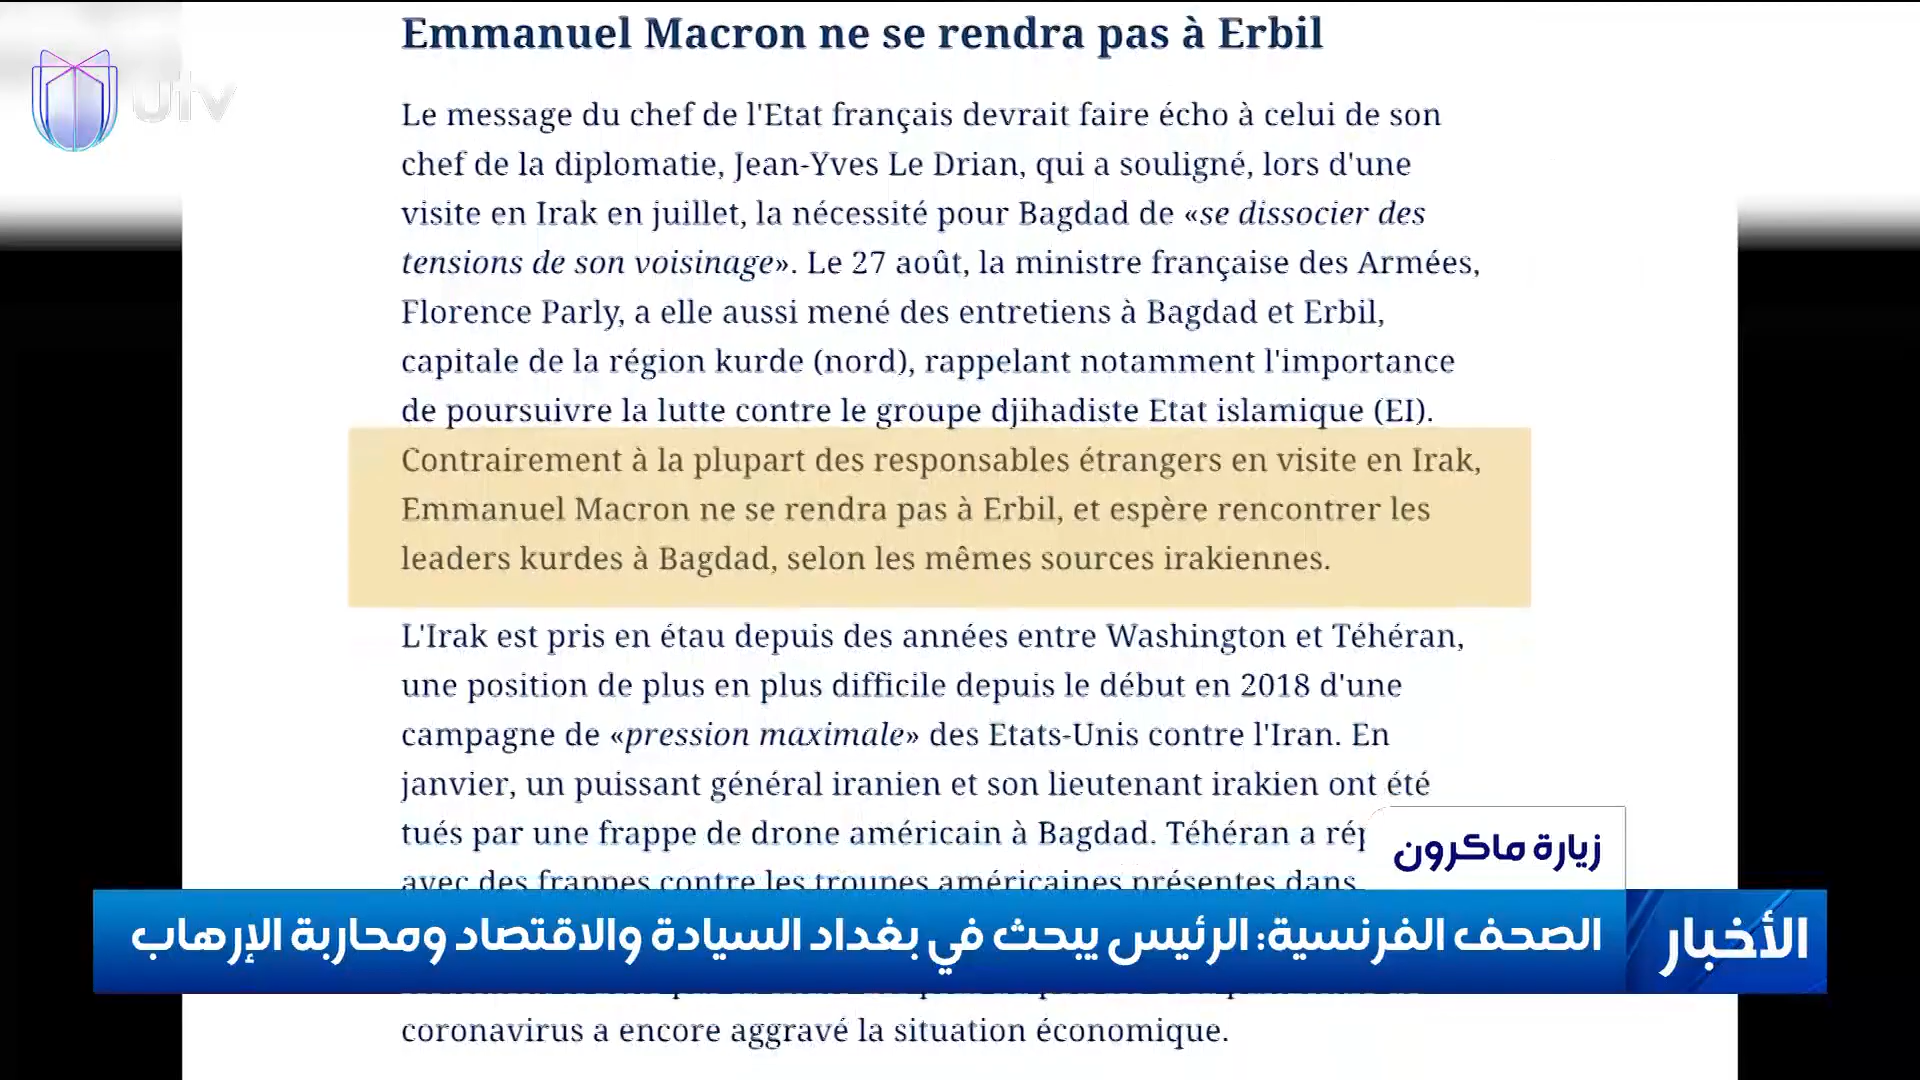 Utv
Emmanuel Macron ne se rendra pas à Erbil
Le message du chef de l'Etat français devrait faire écho à celui de son
chef de la diplomatie, Jean-Yves Le Drian, qui a souligné, lors d'une
visite en Irak en juillet, la nécessité pour Bagdad de «se dissocier des
tensions de son voisinage». Le 27 août, la ministre française des Armées,
Florence Parly, a elle aussi mené des entretiens à Bagdad et Erbil,
capitale de la région kurde (nord), rappelant notamment l'importance
de poursuivre la lutte contre le groupe djihadiste Etat islamique (EI).
Contrairement à la plupart des responsables étrangers en visite en Irak,
Emmanuel Macron ne se rendra pas à Erbil, et espère rencontrer les
leaders kurdes à Bagdad, selon les mêmes sources irakiennes.
L'Irak est pris en étau depuis des années entre Washington et Téhéran,
une position de plus en plus difficile depuis le début en 2018 d'une
campagne de «pression maximale» des Etats-Unis contre l'Iran. En
janvier, un puissant général iranien et son lieutenant irakien ont été
tués par une frappe de drone américain à Bagdad. Téhéran a
avec des frappes contre les troupes américaines présentes dans
زيارة ماكرون
الأخبار
الصحف الفرنسية: الرئيس يبحث في بغداد السيادة والاقتصاد ومحاربة الإرهاب
coronavirus a encore aggravé la situation économique.